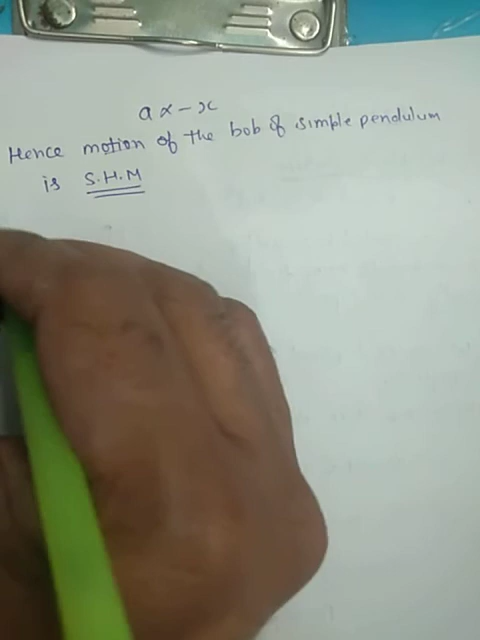 a ∝ -x
Hence motion of the bob of simple pendulum
is S.H.M